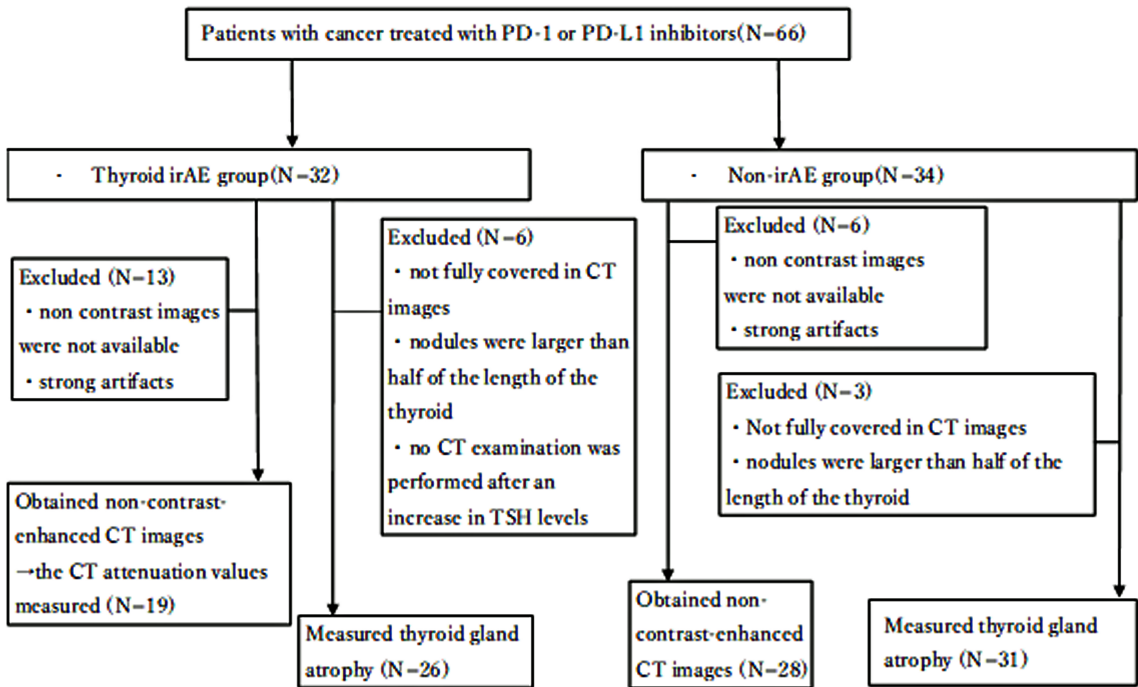 Patients with cancer treated with PD-1 or PD-L1 inhibitors(N=66)
・ Thyroid irAE group(N=32)
・ Non-irAE group(N=34)
Excluded (N=13)
・non contrast images
were not available
・strong artifacts
Excluded (N=6)
・not fully covered in CT
images
・nodules were larger than
half of the length of the
thyroid
・no CT examination was
performed after an
increase in TSH levels
Excluded (N=6)
・non contrast images
were not available
・strong artifacts
Excluded (N=3)
・Not fully covered in CT images
・nodules were larger than half of the
length of the thyroid
Obtained non-contrast-
enhanced CT images
→the CT attenuation values
measured (N=19)
Measured thyroid gland
atrophy (N=26)
Obtained non-
contrast-enhanced
CT images (N=28)
Measured thyroid gland
atrophy (N=31)